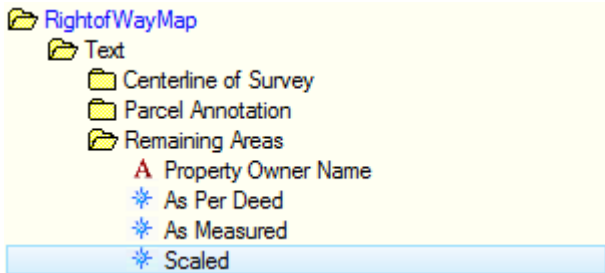 RightofWayMap
Text
Centerline of Survey
Parcel Annotation
Remaining Areas
A Property Owner Name
As Per Deed
As Measured
Scaled